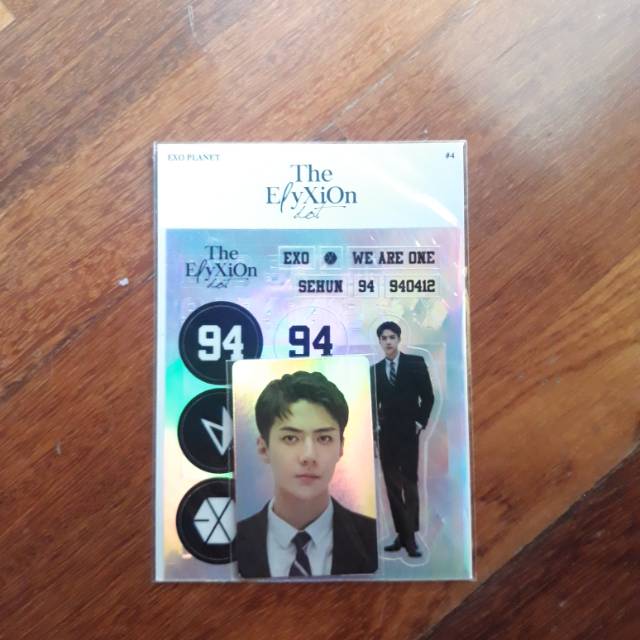 EXO PLANET #4
The
ElyXiOn
dot
The
ElyXiOn
dot
EXO WE ARE ONE
SEHUN 94 940412
94 94